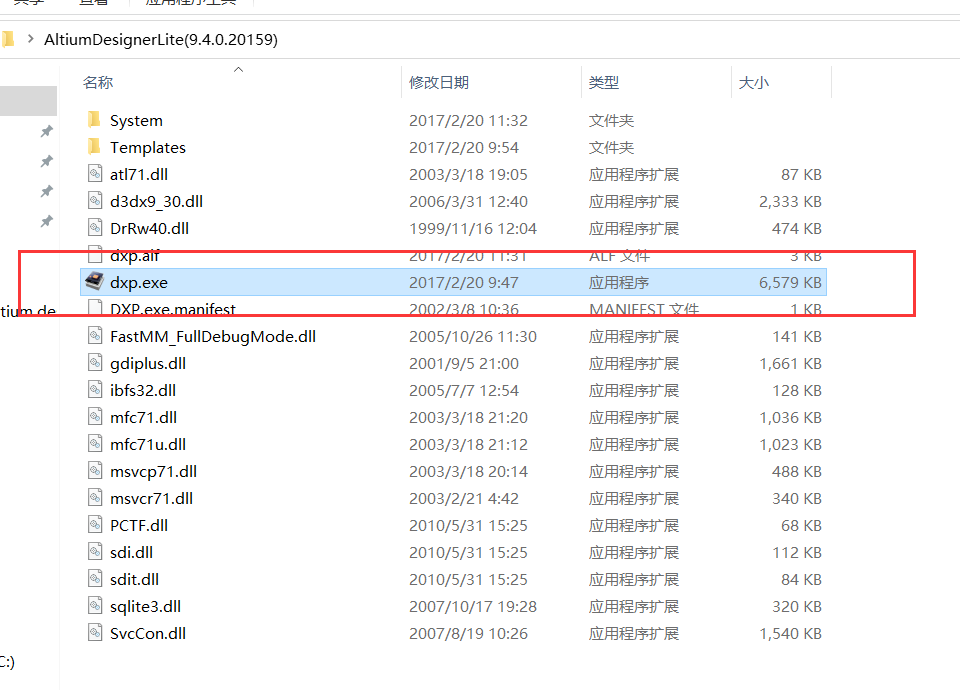 共享 查看 应用程序工具
AltiumDesignerLite(9.4.0.20159)
名称 修改日期 类型 大小
System 2017/2/20 11:32 文件夹
Templates 2017/2/20 9:54 文件夹
atl71.dll 2003/3/18 19:05 应用程序扩展 87 KB
d3dx9_30.dll 2006/3/31 12:40 应用程序扩展 2,333 KB
DrRw40.dll 1999/11/16 12:04 应用程序扩展 474 KB
dxp.alf 2017/2/20 11:31 ALF 文件 3 KB
dxp.exe 2017/2/20 9:47 应用程序 6,579 KB
tium de DXP.exe.manifest 2002/3/8 10:36 MANIFEST 文件 1 KB
FastMM_FullDebugMode.dll 2005/10/26 11:30 应用程序扩展 141 KB
gdiplus.dll 2001/9/5 21:00 应用程序扩展 1,661 KB
ibfs32.dll 2005/7/7 12:54 应用程序扩展 128 KB
mfc71.dll 2003/3/18 21:20 应用程序扩展 1,036 KB
mfc71u.dll 2003/3/18 21:12 应用程序扩展 1,023 KB
msvcp71.dll 2003/3/18 20:14 应用程序扩展 488 KB
msvcr71.dll 2003/2/21 4:42 应用程序扩展 340 KB
PCTF.dll 2010/5/31 15:25 应用程序扩展 68 KB
sdi.dll 2010/5/31 15:25 应用程序扩展 112 KB
sdit.dll 2010/5/31 15:25 应用程序扩展 84 KB
sqlite3.dll 2007/10/17 19:28 应用程序扩展 320 KB
SvcCon.dll 2007/8/19 10:26 应用程序扩展 1,540 KB
C:)